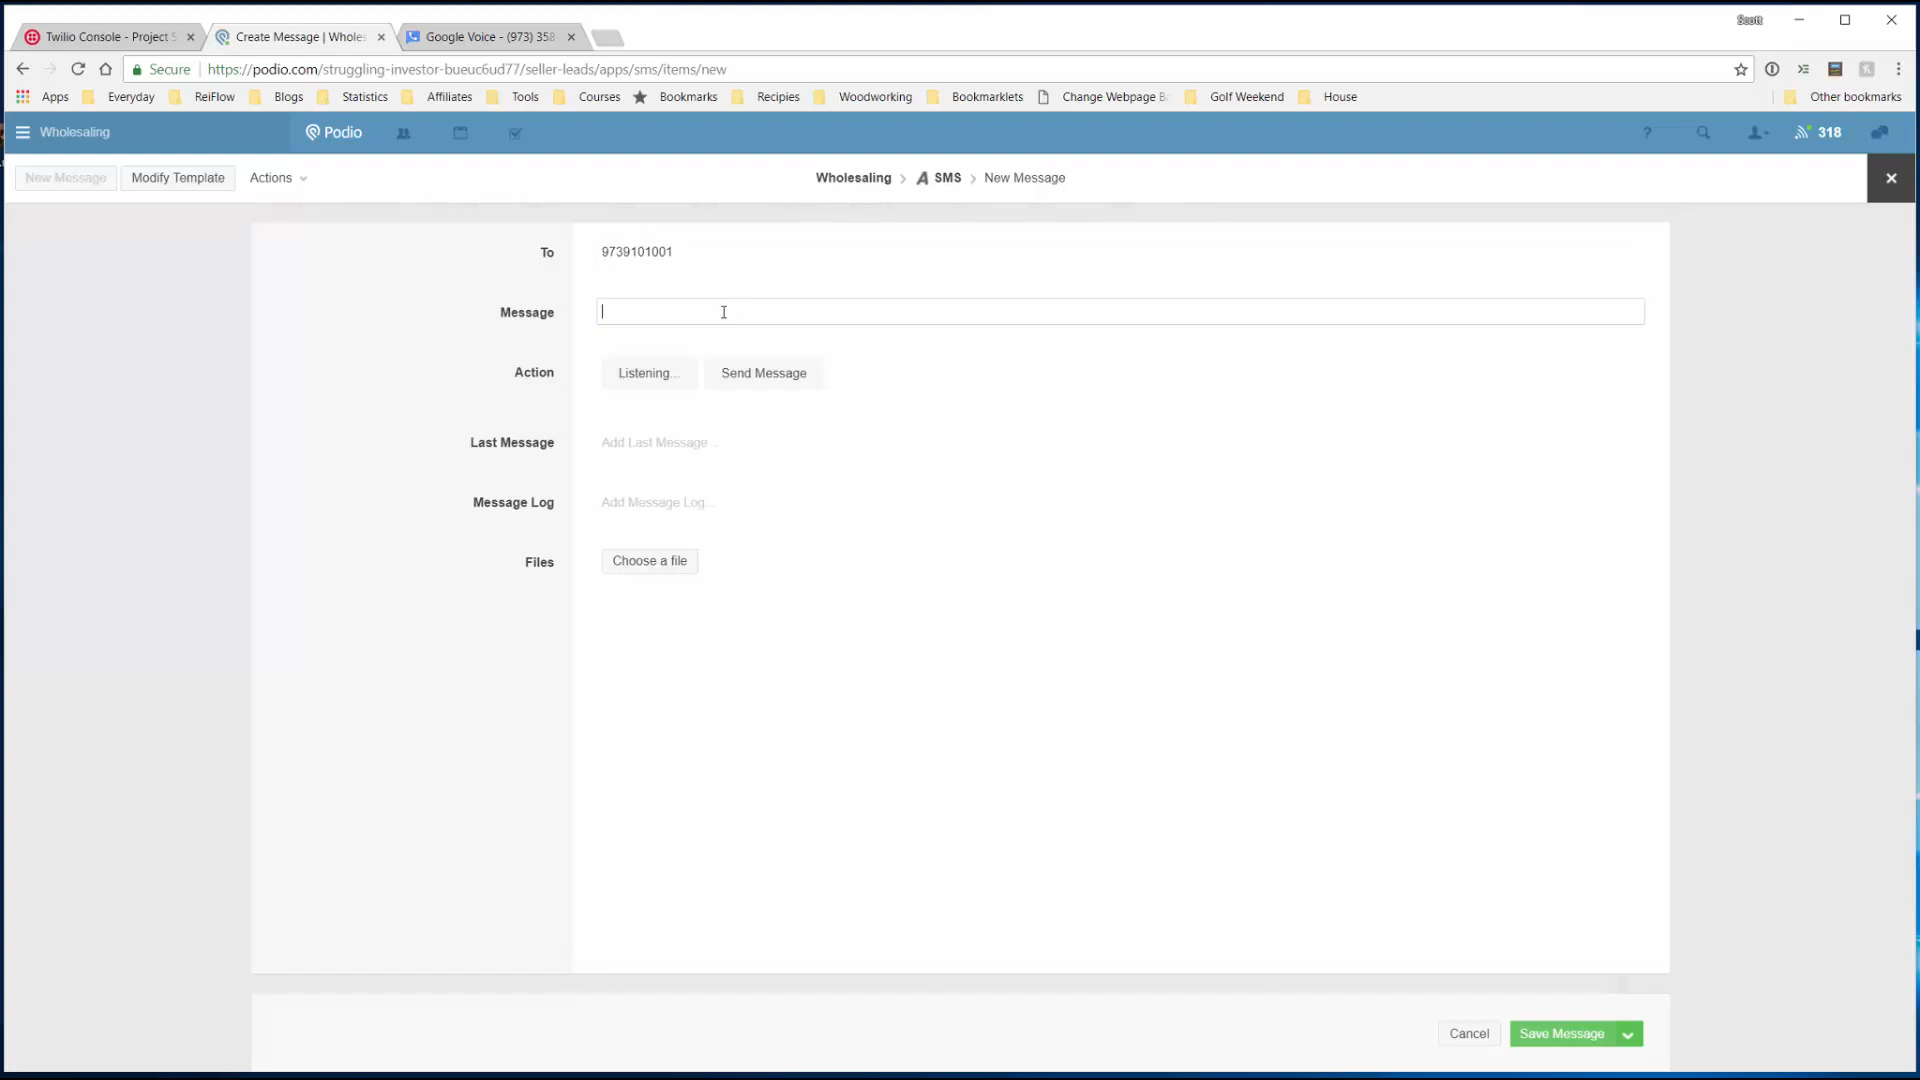 Scott
Twilio Console - Project S
Create Message | Wholes
Google Voice - (973) 358
Secure https://podio.com/struggling-investor-bueuc6ud77/seller-leads/apps/sms/items/new
Apps Everyday ReiFlow Blogs Statistics Affiliates Tools Courses Bookmarks Recipies Woodworking Bookmarklets Change Webpage Ba Golf Weekend House Other bookmarks
Wholesaling Podio ? 318
New Message Modify Template Actions Wholesaling > SMS > New Message
To 9739101001
Message
Action Listening... Send Message
Last Message Add Last Message...
Message Log Add Message Log...
Files Choose a file
Cancel Save Message